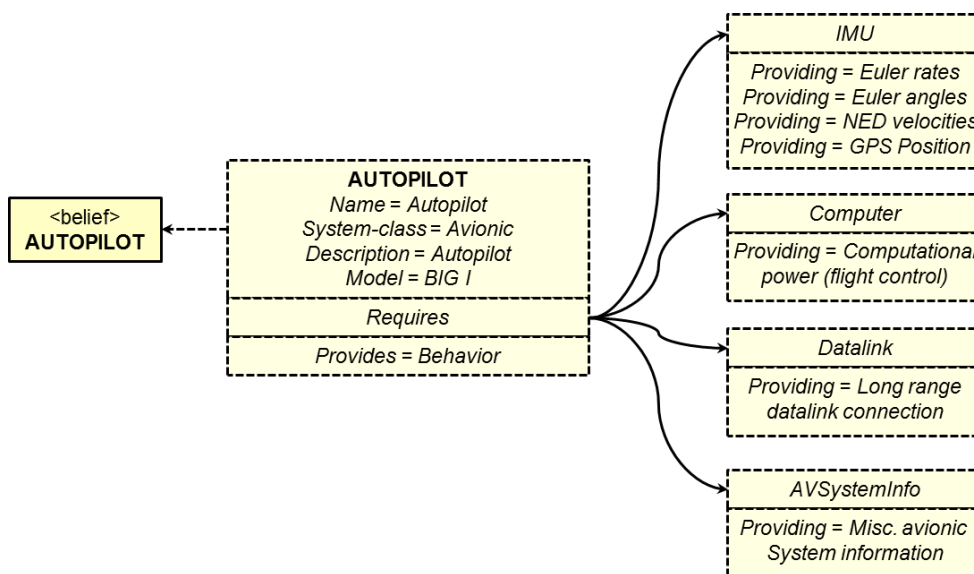 <belief>
AUTOPILOT
AUTOPILOT
Name = Autopilot
System-class = Avionic
Description = Autopilot
Model = BIG I
Requires
Provides = Behavior
IMU
Providing = Euler rates
Providing = Euler angles
Providing = NED velocities
Providing = GPS Position
Computer
Providing = Computational
power (flight control)
Datalink
Providing = Long range
datalink connection
AVSystemInfo
Providing = Misc. avionic
System information